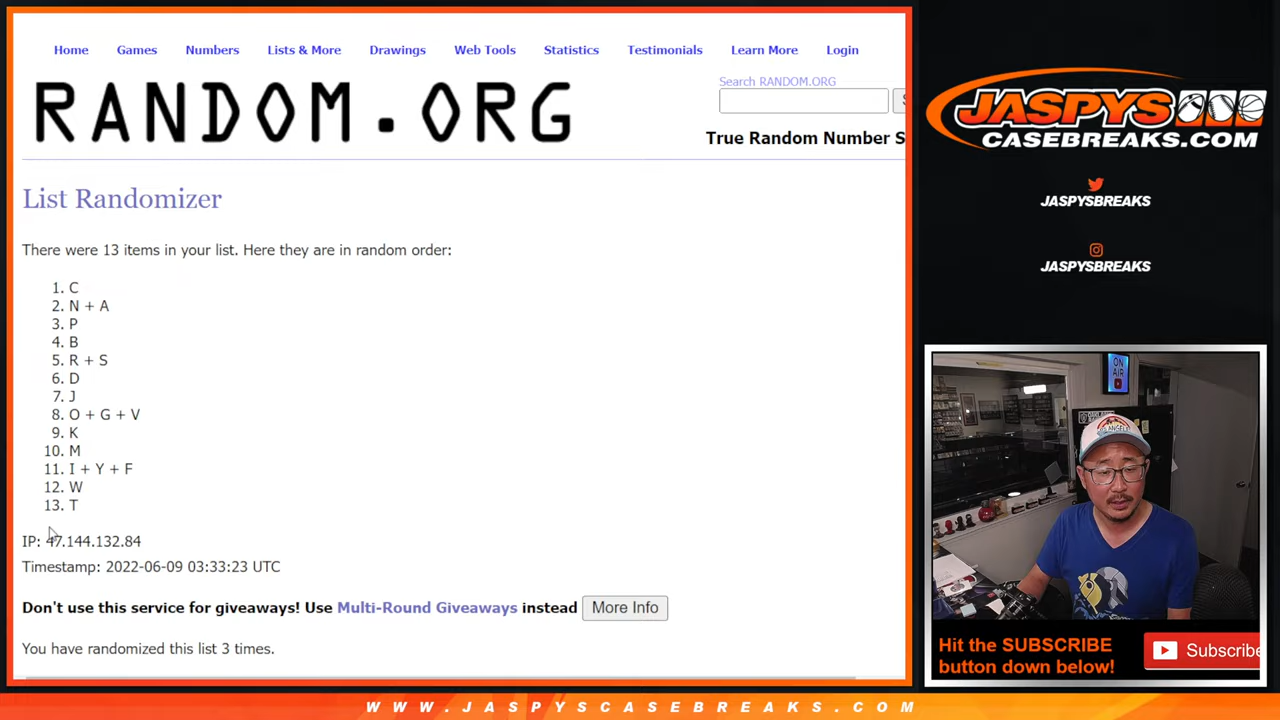 Home Games Numbers Lists & More Drawings Web Tools Statistics Testimonials Learn More Login
RANDOM.ORG
Search RANDOM.ORG
True Random Number S
List Randomizer
There were 13 items in your list. Here they are in random order:
1. C
2. N + A
3. P
4. B
5. R + S
6. D
7. J
8. O + G + V
9. K
10. M
11. I + Y + F
12. W
13. T
IP: 47.144.132.84
Timestamp: 2022-06-09 03:33:23 UTC
Don't use this service for giveaways! Use Multi-Round Giveaways instead More Info
You have randomized this list 3 times.
JASPYS
CASEBREAKS.COM
JASPYSBREAKS
JASPYSBREAKS
ON
AIR
Hit the SUBSCRIBE
button down below!
Subscribe
WWW.JASPYSCASEBREAKS.COM